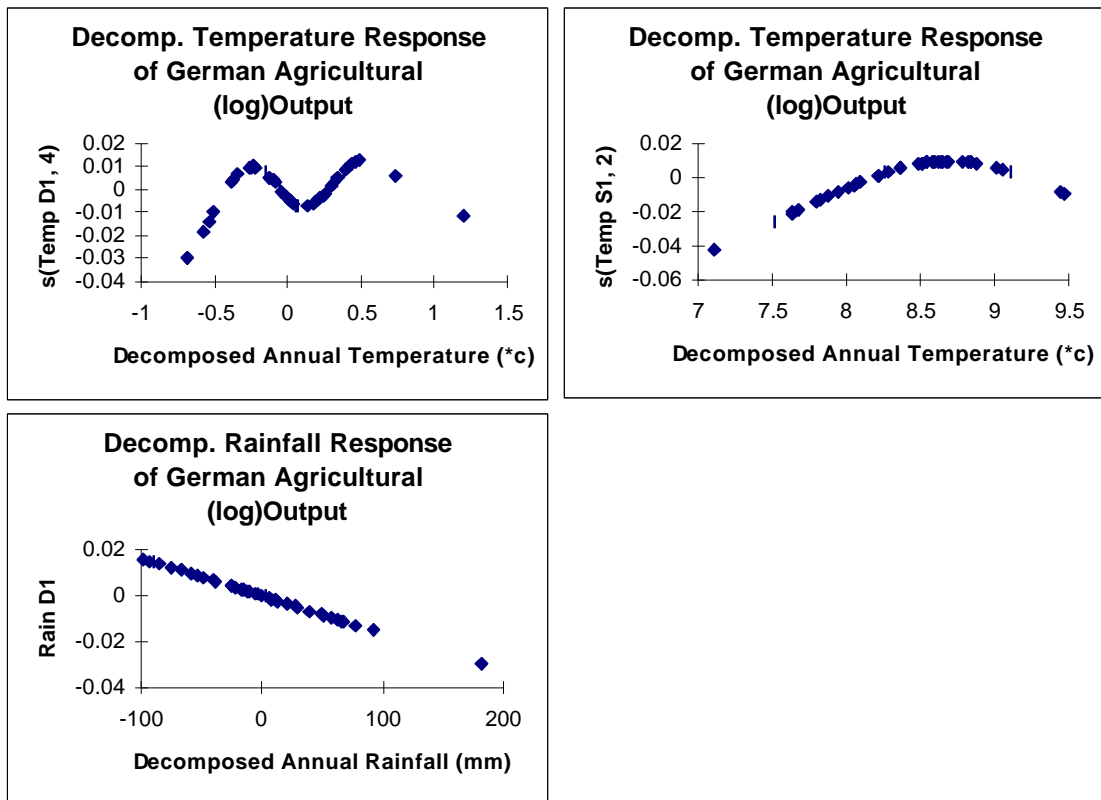 Decomp. Temperature Response
of German Agricultural
(log)Output
s(Temp D1, 4)
0.02
0.01
0
-0.01
-0.02
-0.03
-0.04
-1
-0.5
0
0.5
1
1.5
Decomposed Annual Temperature (*c)
Decomp. Temperature Response
of German Agricultural
(log)Output
s(Temp S1, 2)
0.02
0
-0.02
-0.04
-0.06
7
7.5
8
8.5
9
9.5
Decomposed Annual Temperature (*c)
Decomp. Rainfall Response
of German Agricultural
(log)Output
Rain D1
0.02
0
-0.02
-0.04
-100
0
100
200
Decomposed Annual Rainfall (mm)